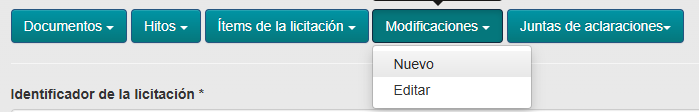 Documentos Hitos Ítems de la licitación Modificaciones Juntas de aclaraciones
Nuevo
Editar
Identificador de la licitación *